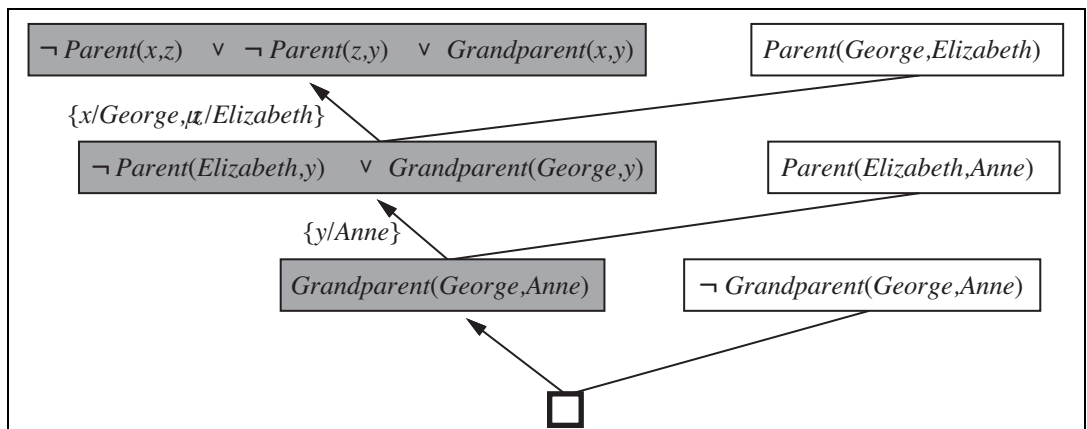 ¬ Parent(x,z) ∨ ¬ Parent(z,y) ∨ Grandparent(x,y)
Parent(George,Elizabeth)
{x/George, z/Elizabeth}
¬ Parent(Elizabeth,y) ∨ Grandparent(George,y)
Parent(Elizabeth,Anne)
{y/Anne}
Grandparent(George,Anne)
¬ Grandparent(George,Anne)